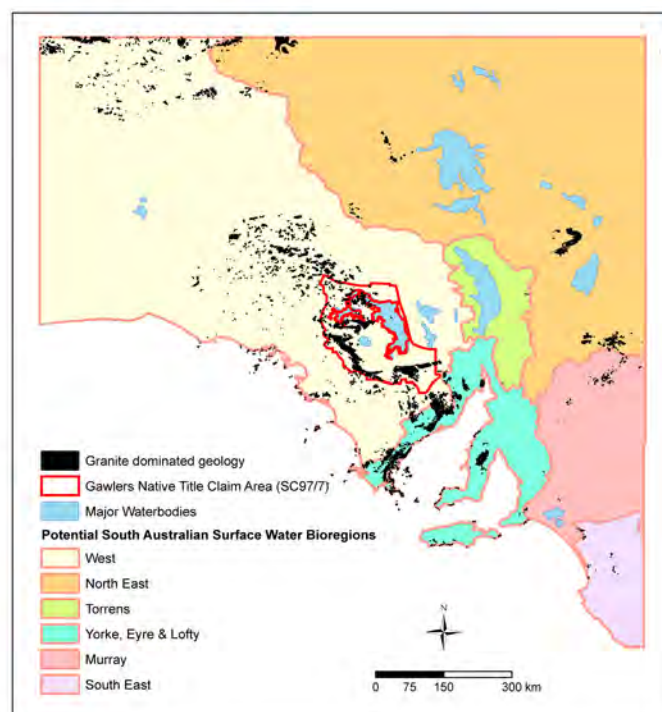 Granite dominated geology
Gawlers Native Title Claim Area (SC97/7)
Major Waterbodies
Potential South Australian Surface Water Bioregions
West
North East
Torrens
Yorke, Eyre & Lofty
Murray
South East
N
0 75 150 300 km